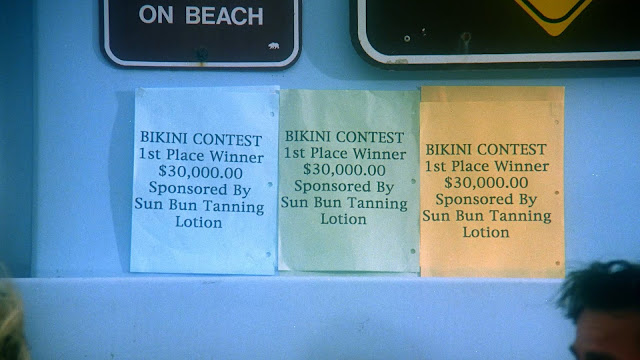 ON BEACH
BIKINI CONTEST
1st Place Winner
$30,000.00
Sponsored By
Sun Bun Tanning
Lotion
BIKINI CONTEST
1st Place Winner
$30,000.00
Sponsored By
Sun Bun Tanning
Lotion
BIKINI CONTEST
1st Place Winner
$30,000.00
Sponsored By
Sun Bun Tanning
Lotion